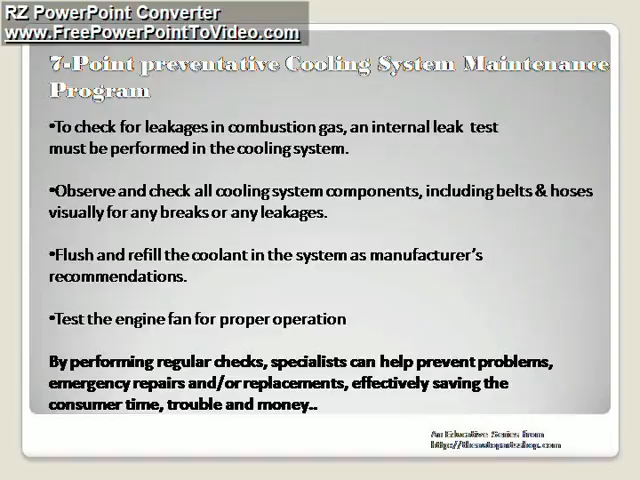 RZ PowerPoint Converter
www.FreePowerPointToVideo.com
7-Point preventative Cooling System Maintenance
Program
•To check for leakages in combustion gas, an internal leak test
must be performed in the cooling system.
•Observe and check all cooling system components, including belts & hoses
visually for any breaks or any leakages.
•Flush and refill the coolant in the system as manufacturer's
recommendations.
•Test the engine fan for proper operation
By performing regular checks, specialists can help prevent problems,
emergency repairs and/or replacements, effectively saving the
consumer time, trouble and money..
An Educative Series from